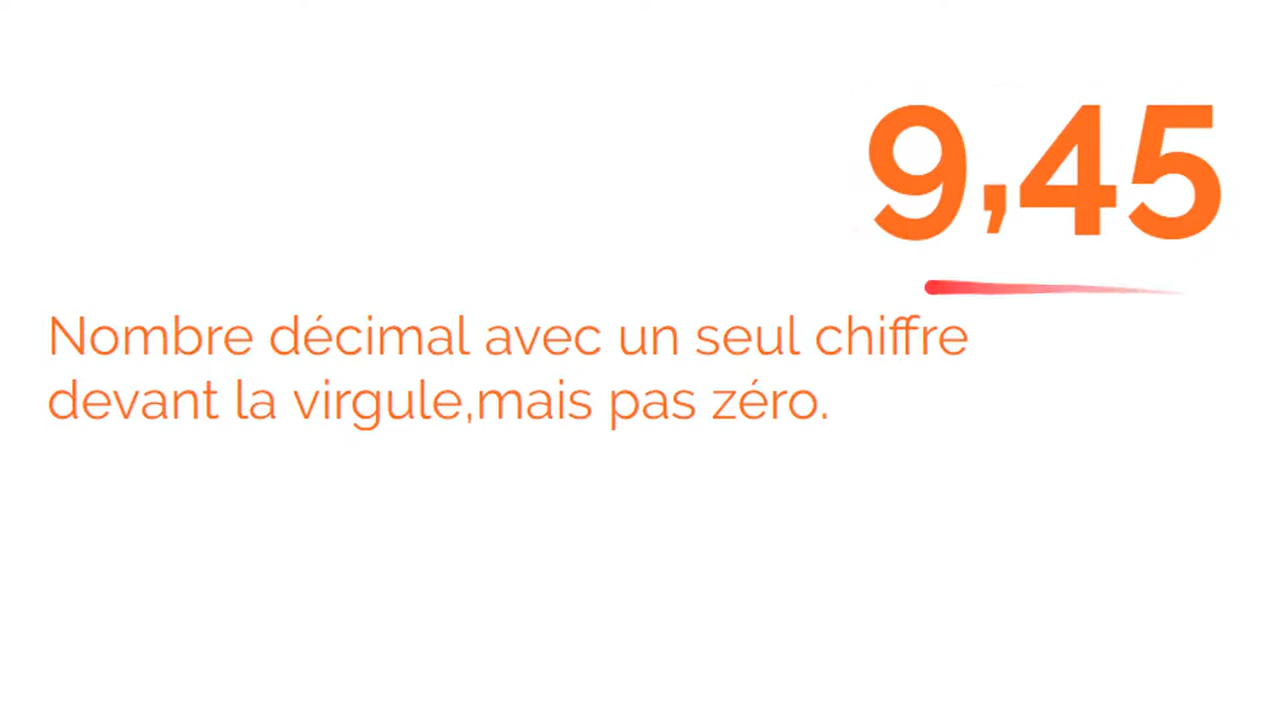 9,45
Nombre décimal avec un seul chiffre
devant la virgule,mais pas zéro.